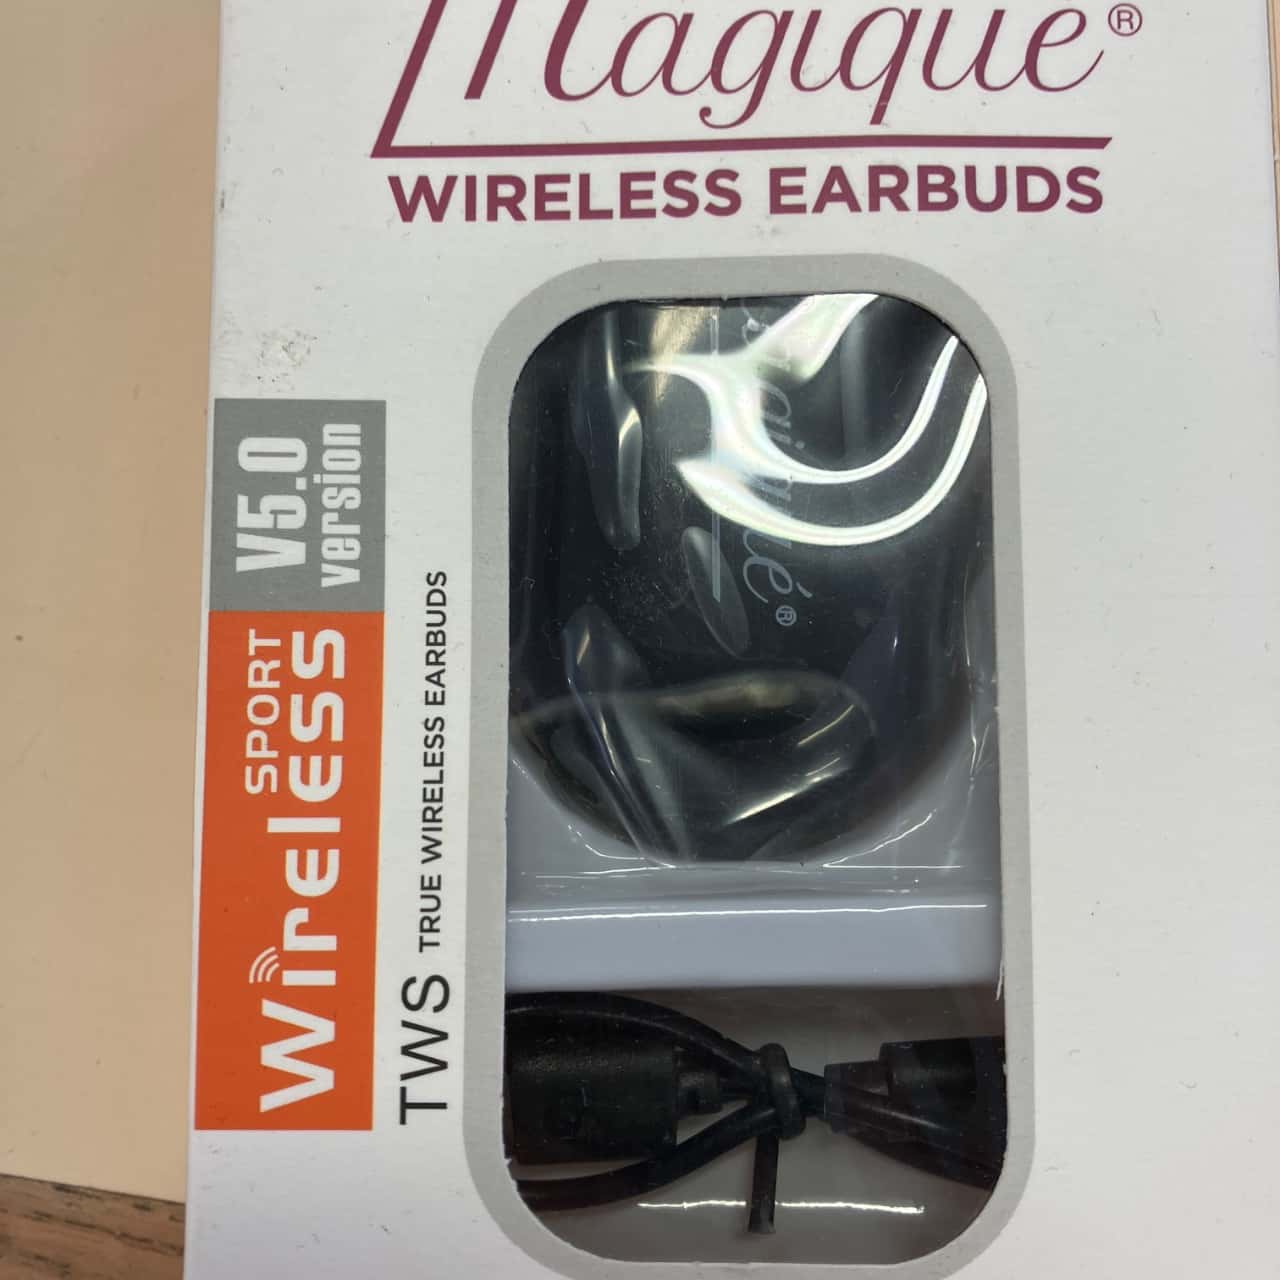 Magique®
WIRELESS EARBUDS
V5.0
version
SPORT
wireless
TWS TRUE WIRELESS EARBUDS